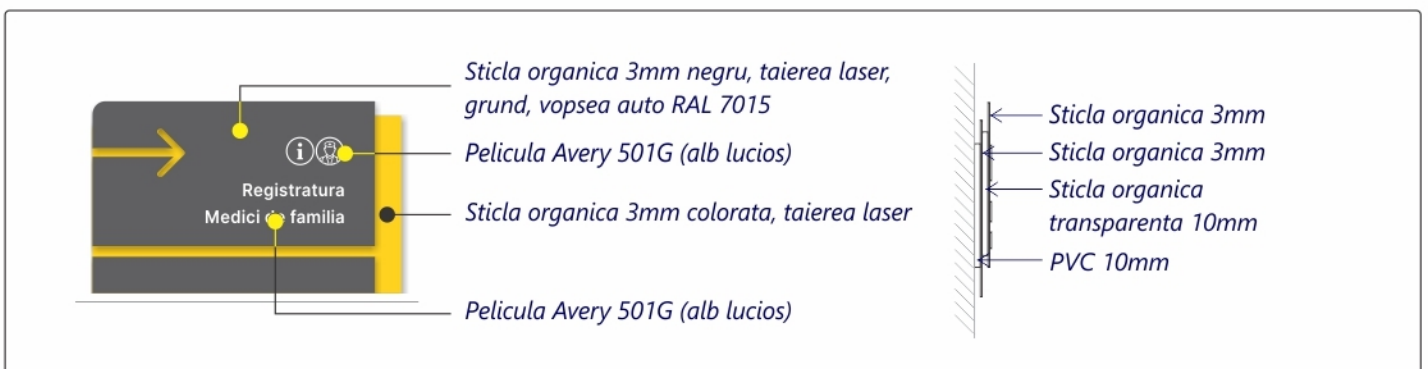 Sticla organica 3mm negru, taierea laser,
grund, vopsea auto RAL 7015
Pelicula Avery 501G (alb lucios)
Registratura
Medici de familia
Sticla organica 3mm colorata, taierea laser
Pelicula Avery 501G (alb lucios)
Sticla organica 3mm
Sticla organica 3mm
Sticla organica
transparenta 10mm
PVC 10mm